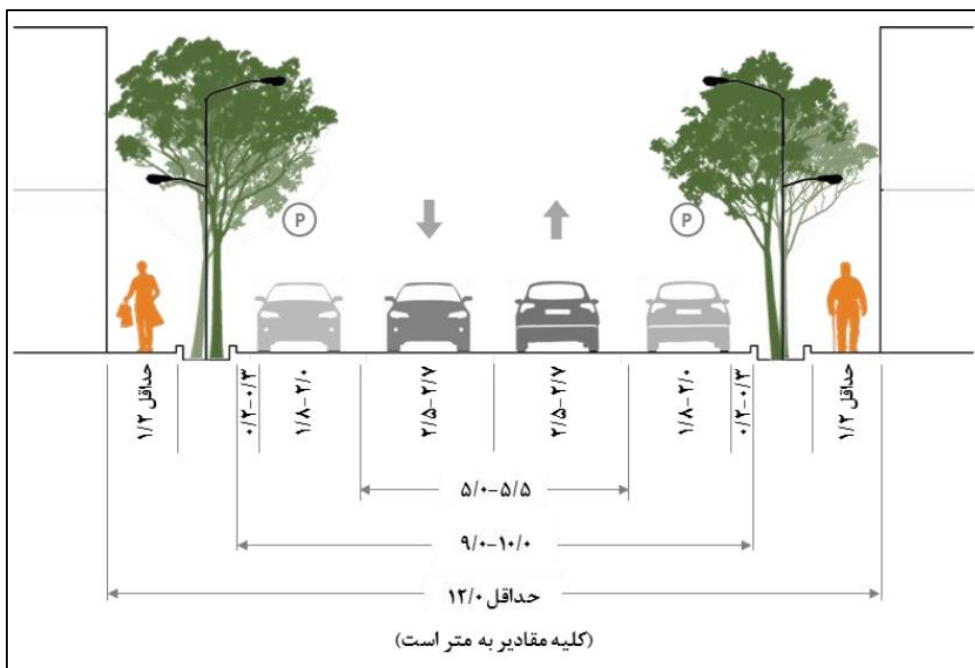 P
P
حداقل ۱/۲
۰/۲-۰/۳
۱/۸-۲/۰
۲/۵-۲/۷
۲/۵-۲/۷
۱/۸-۲/۰
۰/۲-۰/۳
حداقل ۱/۲
۵/۰-۵/۵
۹/۰-۱۰/۰
حداقل ۱۲/۰
(کلیه مقادیر به متر است)